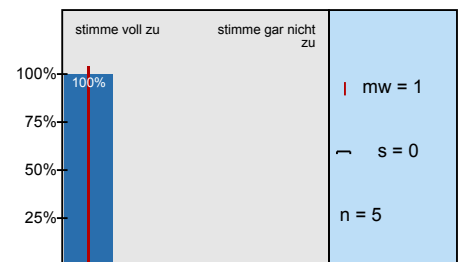 stimme voll zu
stimme gar nicht
zu
100%
100%
75%
50%
25%
mw = 1
s = 0
n = 5